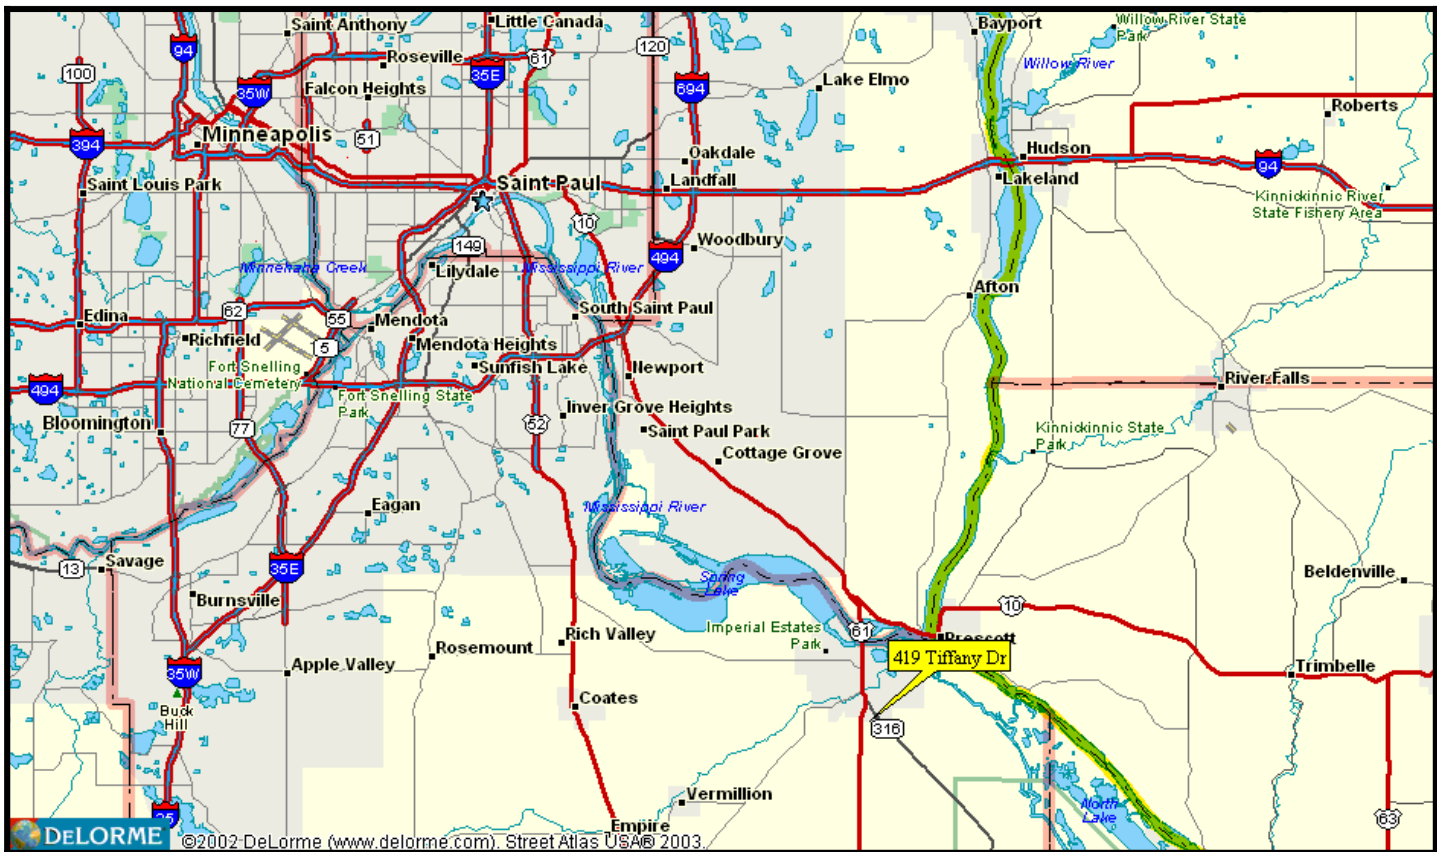 Saint Anthony
Little Canada
Bayport
Willow River State
Park
94
Roseville
61
120
100
35E
Willow River
35W
Falcon Heights
694
Lake Elmo
Roberts
Minneapolis
51
394
Oakdale
Hudson
94
Saint Louis Park
Saint Paul
Landfall
Lakeland
Kinnickinnic River
State Fishery Area
10
149
Woodbury
494
Minnehaha Creek
Lilydale
Mississippi River
Afton
62
55
South Saint Paul
Edina
Mendota
Richfield
5
Mendota Heights
Fort Snelling
National Cemetery
Sunfish Lake
Newport
River Falls
494
Fort Snelling State
Park
Inver Grove Heights
Bloomington
77
52
Saint Paul Park
Kinnickinnic State
Park
Cottage Grove
Eagan
Mississippi River
13
Savage
35E
Spring
Lake
Beldenville
Burnsville
10
Imperial Estates
Park
61
Prescott
Rich Valley
Rosemount
419 Tiffany Dr
35W
Apple Valley
Trimbelle
Buck
Hill
Coates
316
Vermillion
North
Lake
35
63
Empire
DELORME
©2002 DeLorme (www.delorme.com). Street Atlas USA® 2003.